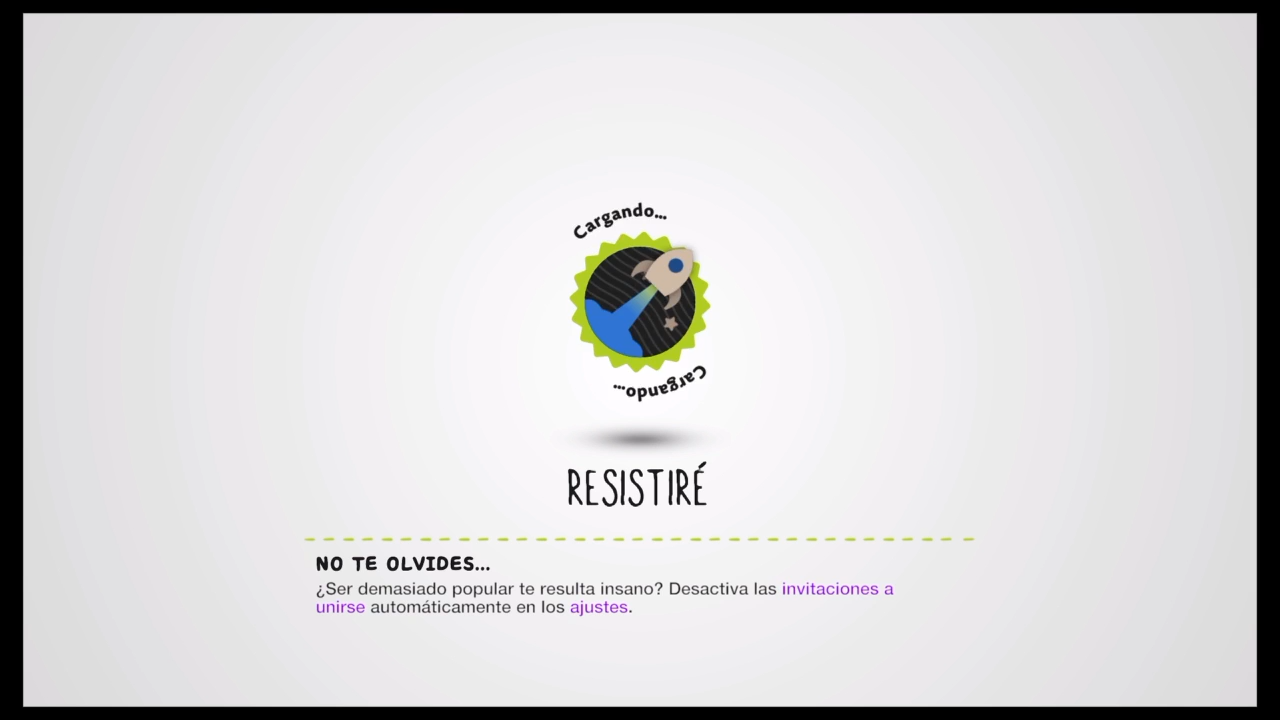 Cargando...
Cargando...
RESISTIRÉ
NO TE OLVIDES...
¿Ser demasiado popular te resulta insano? Desactiva las invitaciones a
unirse automáticamente en los ajustes.